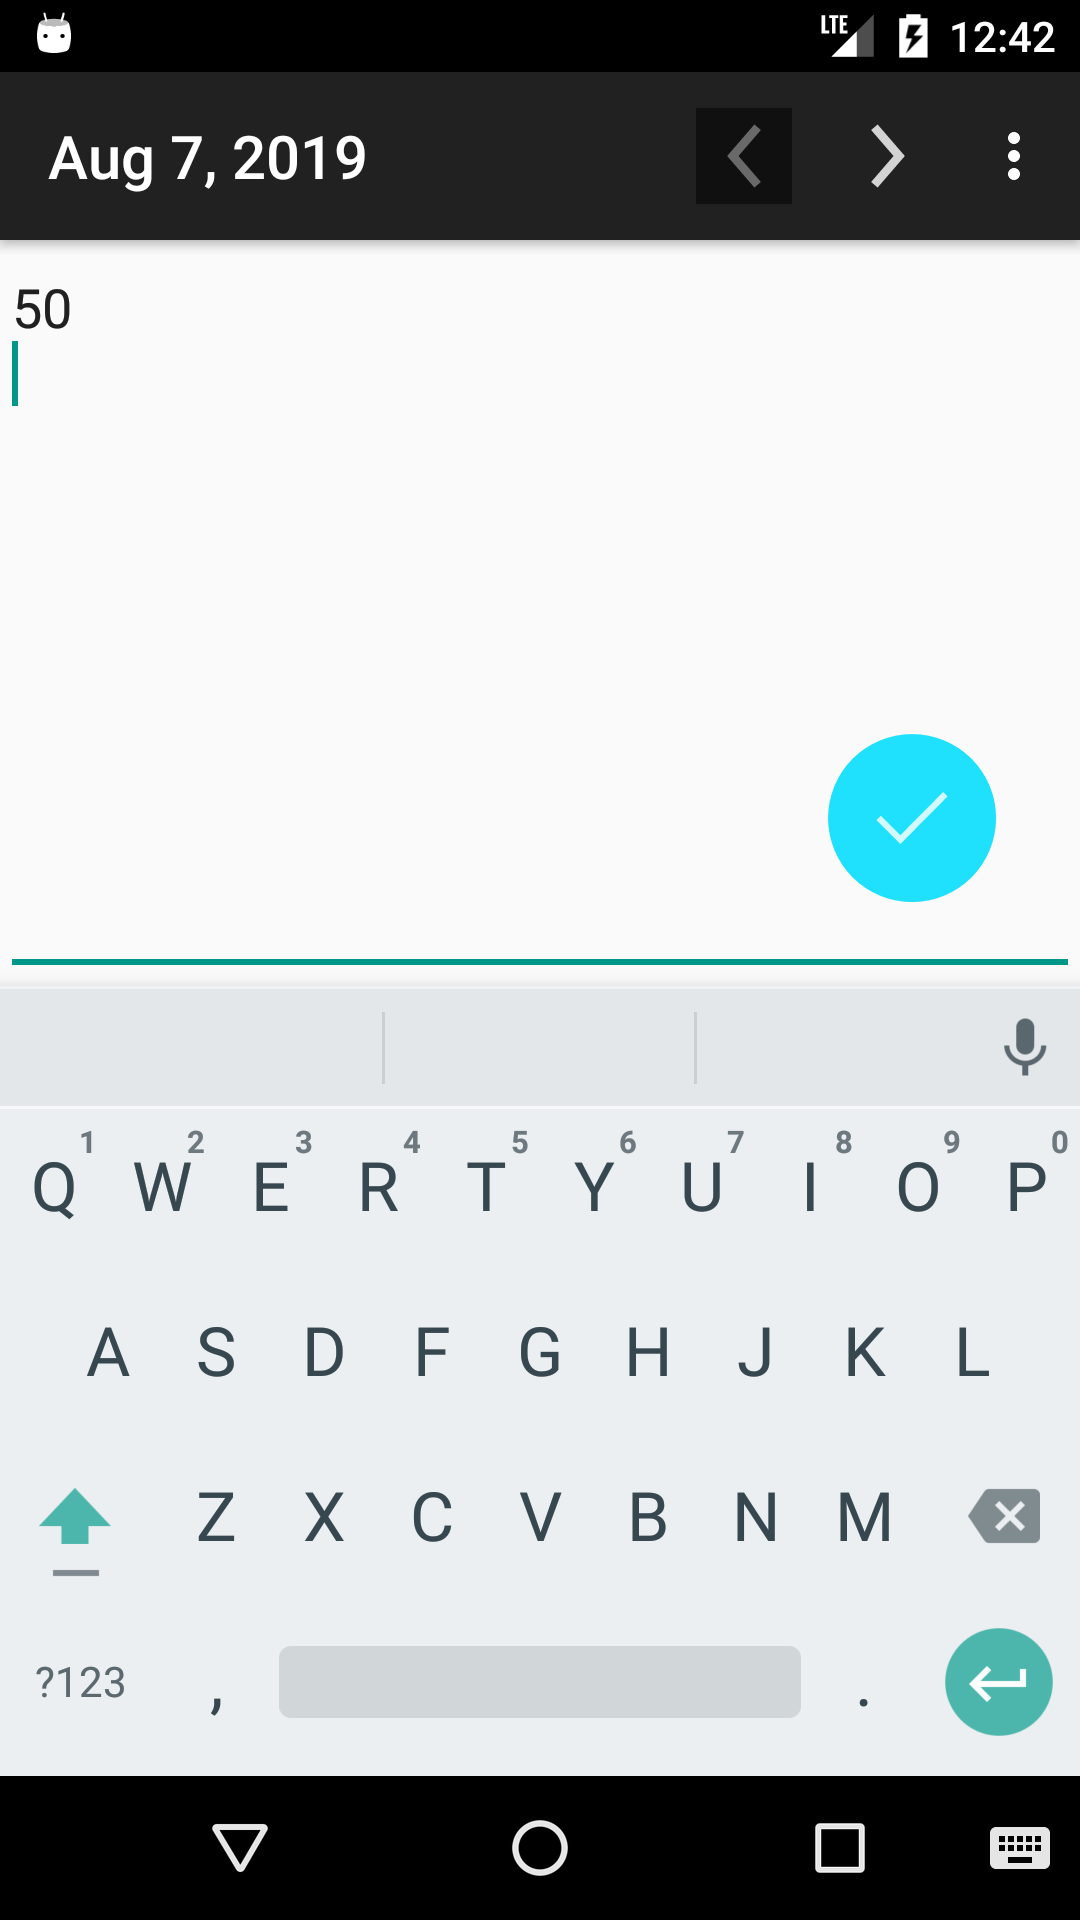 LTE 12:42
Aug 7, 2019
50
1 2 3 4 5 6 7 8 9 0
Q W E R T Y U I O P
A S D F G H J K L
Z X C V B N M
?123 , .